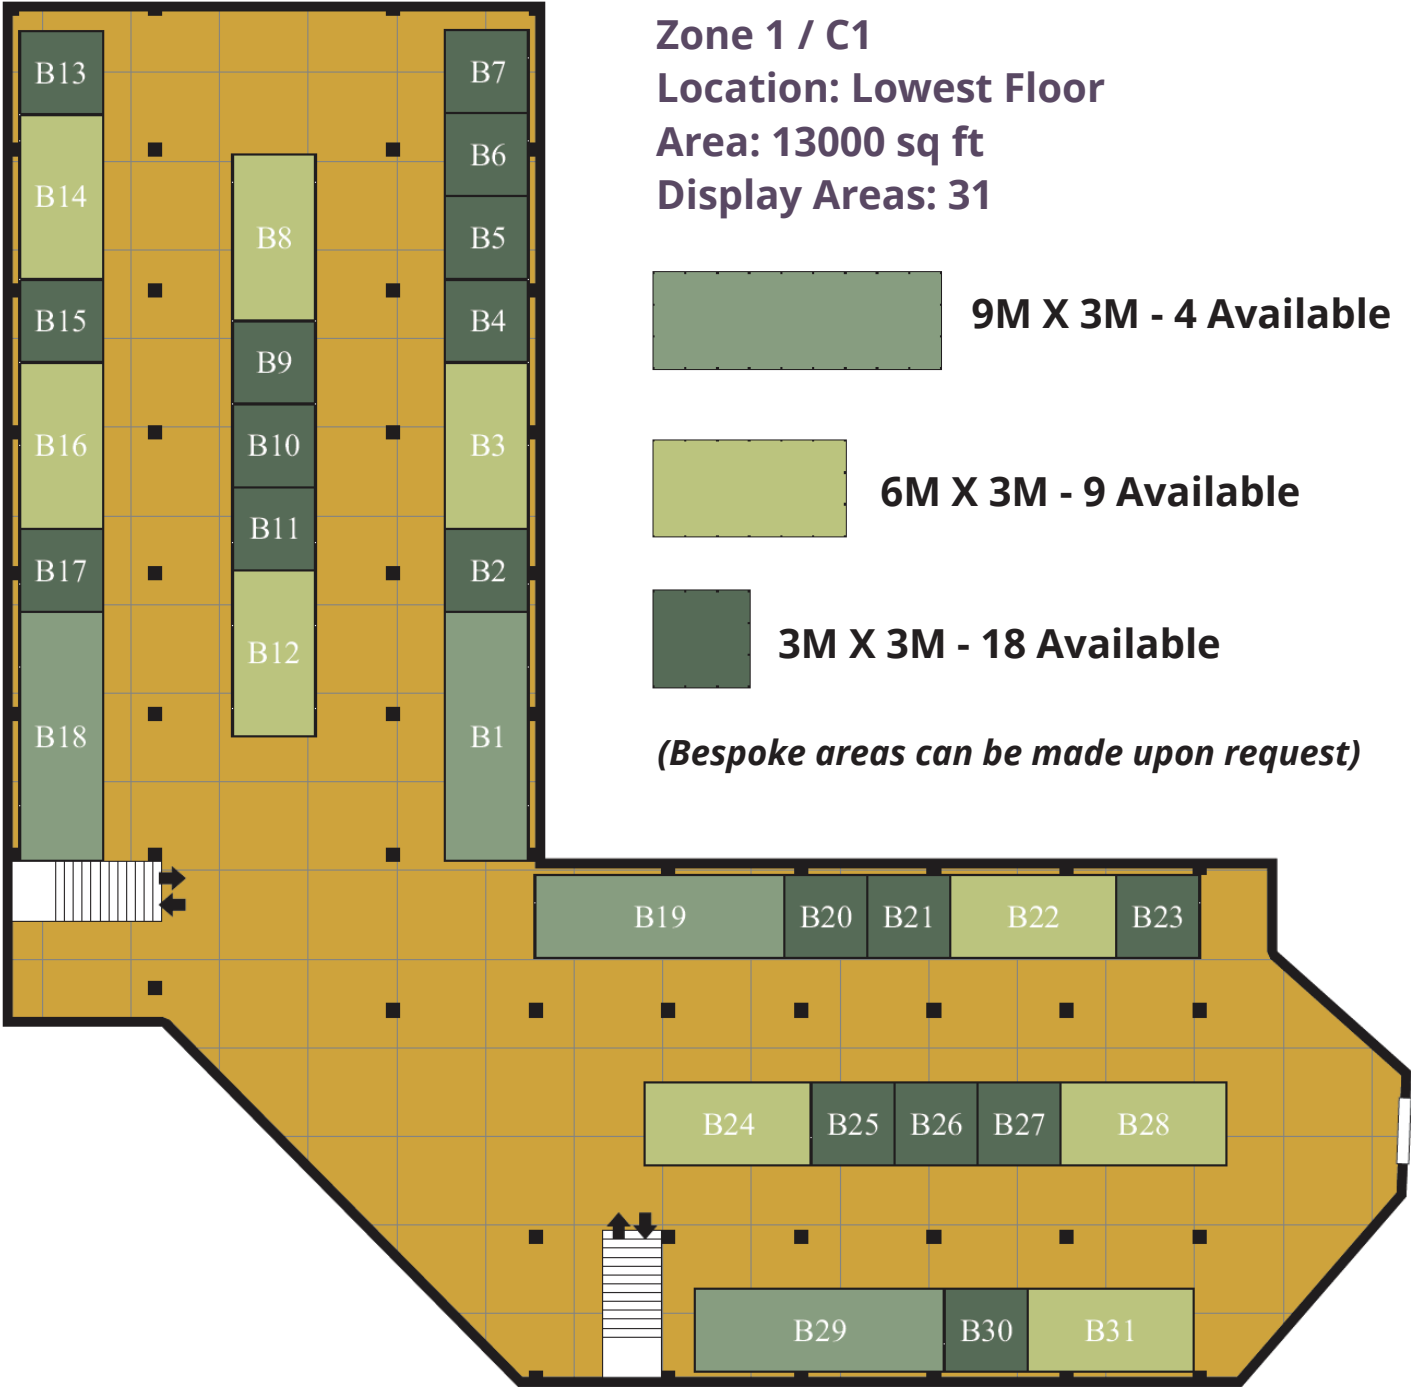 Zone 1 / C1
Location: Lowest Floor
Area: 13000 sq ft
Display Areas: 31
9M X 3M - 4 Available
6M X 3M - 9 Available
3M X 3M - 18 Available
(Bespoke areas can be made upon request)
B13
B14
B15
B16
B17
B18
B8
B9
B10
B11
B12
B7
B6
B5
B4
B3
B2
B1
B19 B20 B21 B22 B23
B24 B25 B26 B27 B28
B29 B30 B31